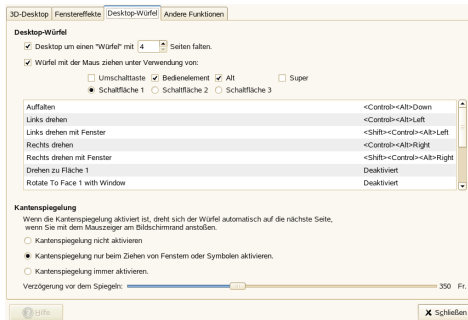 3D-Desktop Fenstereffekte Desktop-Würfel Andere Funktionen
Desktop-Würfel
Desktop um einen "Würfel" mit 4 Seiten falten.
Würfel mit der Maus ziehen unter Verwendung von:
Umschalttaste Bedienelement Alt Super
Schaltfläche 1 Schaltfläche 2 Schaltfläche 3
Auffalten <Control><Alt>Down
Links drehen <Control><Alt>Left
Links drehen mit Fenster <Shift><Control><Alt>Left
Rechts drehen <Control><Alt>Right
Rechts drehen mit Fenster <Shift><Control><Alt>Right
Drehen zu Fläche 1 Deaktiviert
Rotate To Face 1 with Window Deaktiviert
Kantenspiegelung
Wenn die Kantenspiegelung aktiviert ist, dreht sich der Würfel automatisch auf die nächste Seite,
wenn Sie mit dem Mauszeiger am Bildschirmrand anstoßen.
Kantenspiegelung nicht aktivieren
Kantenspiegelung nur beim Ziehen von Fenstern oder Symbolen aktivieren.
Kantenspiegelung immer aktivieren.
Verzögerung vor dem Spiegeln: 350 Fr.
Hilfe Schließen